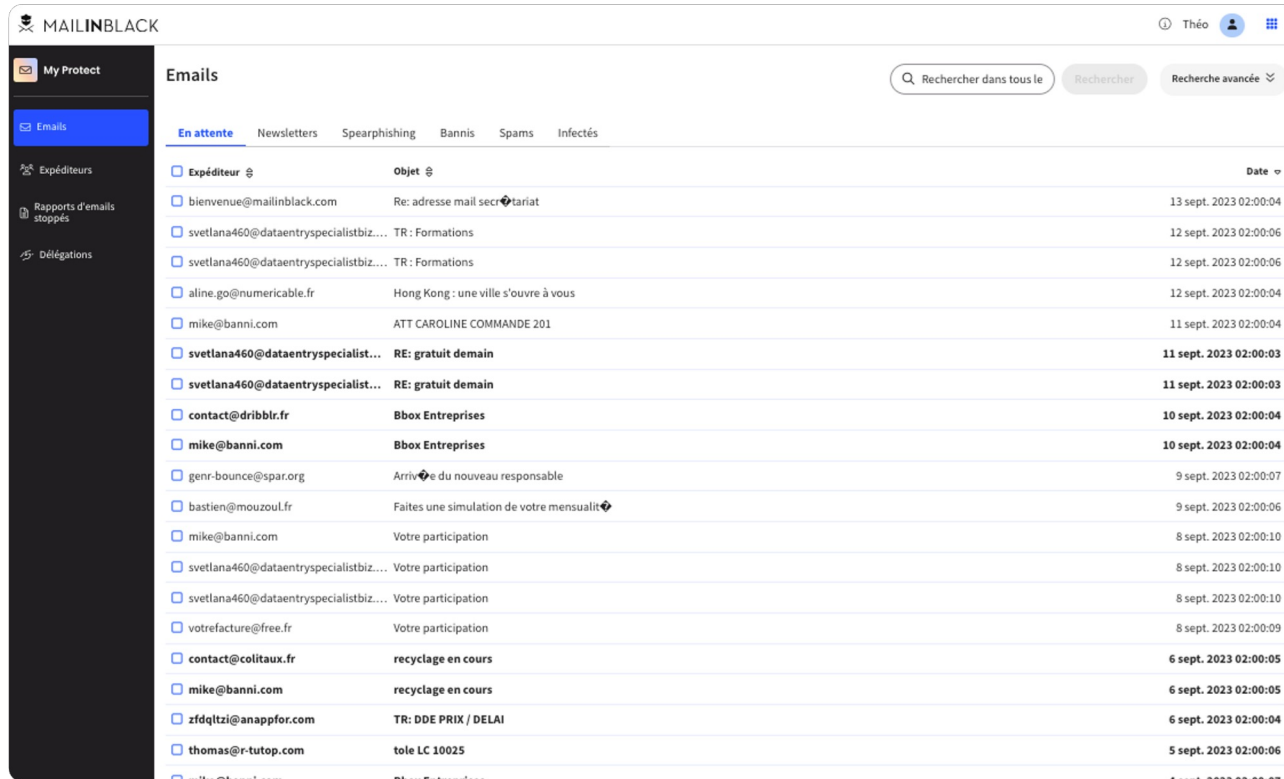 MAILINBLACK
Théo
My Protect
Emails
Rechercher dans tous le
Rechercher
Recherche avancée
Emails
Expéditeurs
Rapports d'emails
stoppés
Délégations
En attente Newsletters Spearphishing Bannis Spams Infectés
Expéditeur Objet Date
bienvenue@mailinblack.com Re: adresse mail secr�tariat 13 sept. 2023 02:00:04
svetlana460@dataentryspecialistbiz.... TR : Formations 12 sept. 2023 02:00:06
svetlana460@dataentryspecialistbiz.... TR : Formations 12 sept. 2023 02:00:06
aline.go@numericable.fr Hong Kong : une ville s'ouvre à vous 12 sept. 2023 02:00:04
mike@banni.com ATT CAROLINE COMMANDE 201 11 sept. 2023 02:00:04
svetlana460@dataentryspecialist... RE: gratuit demain 11 sept. 2023 02:00:03
svetlana460@dataentryspecialist... RE: gratuit demain 11 sept. 2023 02:00:03
contact@dribblr.fr Bbox Entreprises 10 sept. 2023 02:00:04
mike@banni.com Bbox Entreprises 10 sept. 2023 02:00:04
genr-bounce@spar.org Arriv�e du nouveau responsable 9 sept. 2023 02:00:07
bastien@mouzoul.fr Faites une simulation de votre mensualit� 9 sept. 2023 02:00:06
mike@banni.com Votre participation 8 sept. 2023 02:00:10
svetlana460@dataentryspecialistbiz.... Votre participation 8 sept. 2023 02:00:10
svetlana460@dataentryspecialistbiz.... Votre participation 8 sept. 2023 02:00:10
votrefacture@free.fr Votre participation 8 sept. 2023 02:00:09
contact@colitaux.fr recyclage en cours 6 sept. 2023 02:00:05
mike@banni.com recyclage en cours 6 sept. 2023 02:00:05
zfdqltzi@anappfor.com TR: DDE PRIX / DELAI 6 sept. 2023 02:00:04
thomas@r-tutop.com tole LC 10025 5 sept. 2023 02:00:06